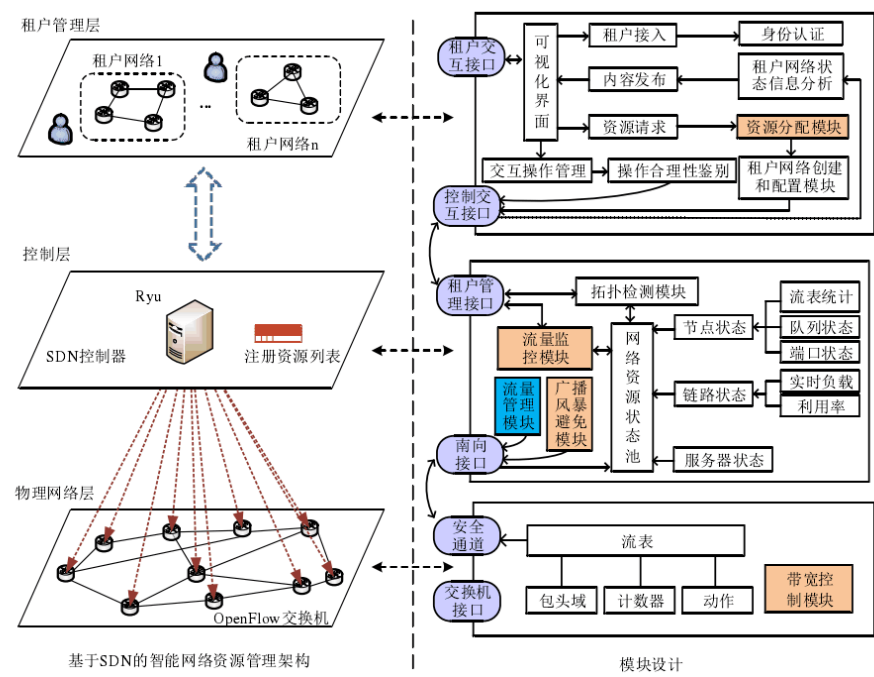 租户管理层
租户网络1
...
租户网络n
控制层
Ryu
SDN控制器
注册资源列表
物理网络层
OpenFlow交换机
基于SDN的智能网络资源管理架构
租户交
互接口
可视化界面
租户接入
身份认证
内容发布
租户网络状
态信息分析
资源请求
资源分配模块
交互操作管理
操作合理性鉴别
租户网络创建
和配置模块
控制交
互接口
租户管
理接口
拓扑检测模块
流量监
控模块
网络资源状态池
节点状态
流表统计
队列状态
端口状态
流量
管理
模块
广播
风暴
避免
模块
链路状态
实时负载
利用率
南向
接口
服务器状态
安全
通道
流表
交换机
接口
包头域
计数器
动作
带宽控
制模块
模块设计